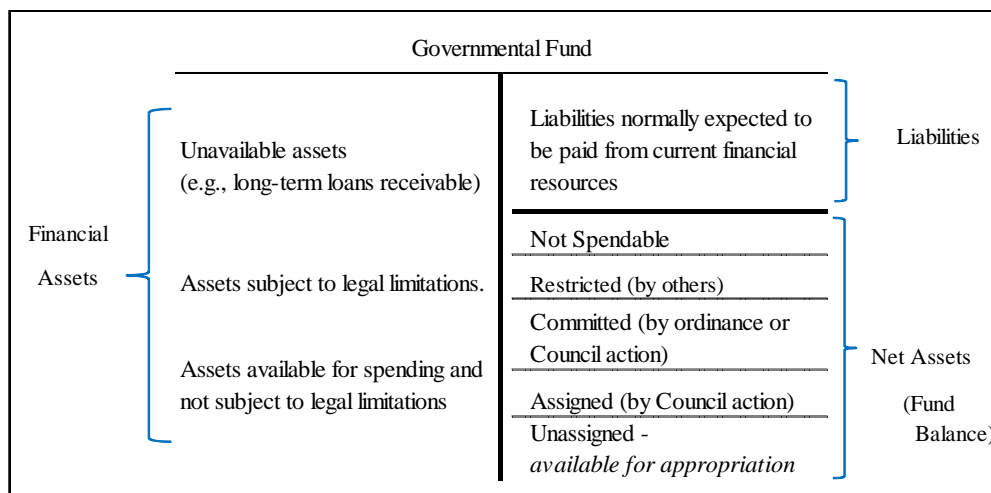 Governmental Fund
Financial
Assets
Unavailable assets
(e.g., long-term loans receivable)
Assets subject to legal limitations.
Assets available for spending and
not subject to legal limitations
Liabilities normally expected to
be paid from current financial
resources
Liabilities
Not Spendable
Restricted (by others)
Committed (by ordinance or
Council action)
Assigned (by Council action)
Unassigned -
available for appropriation
Net Assets
(Fund
Balance)